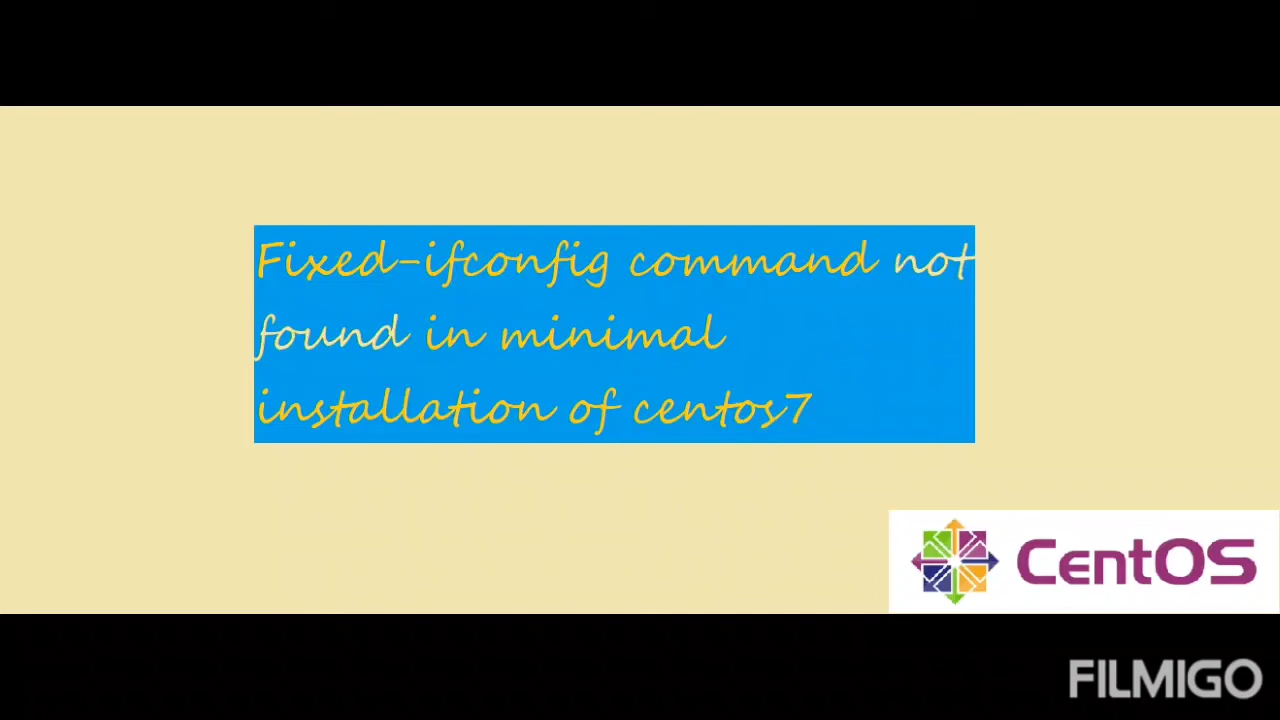 Fixed-ifconfig command not
found in minimal
installation of centos7
CentOS
FILMIGO